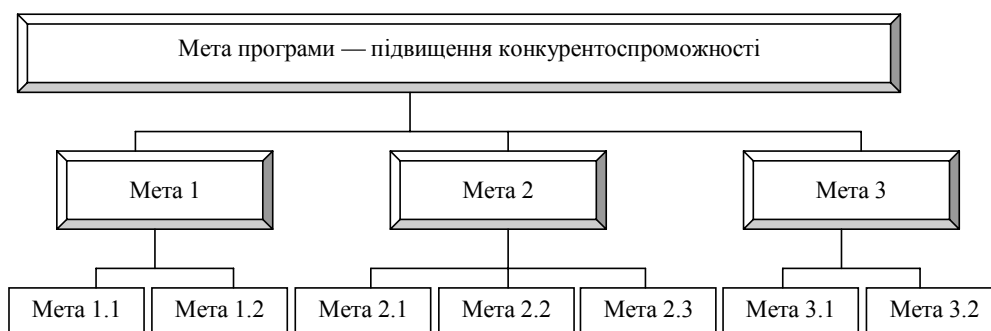 Мета програми — підвищення конкурентоспроможності
Мета 1
Мета 2
Мета 3
Мета 1.1
Мета 1.2
Мета 2.1
Мета 2.2
Мета 2.3
Мета 3.1
Мета 3.2